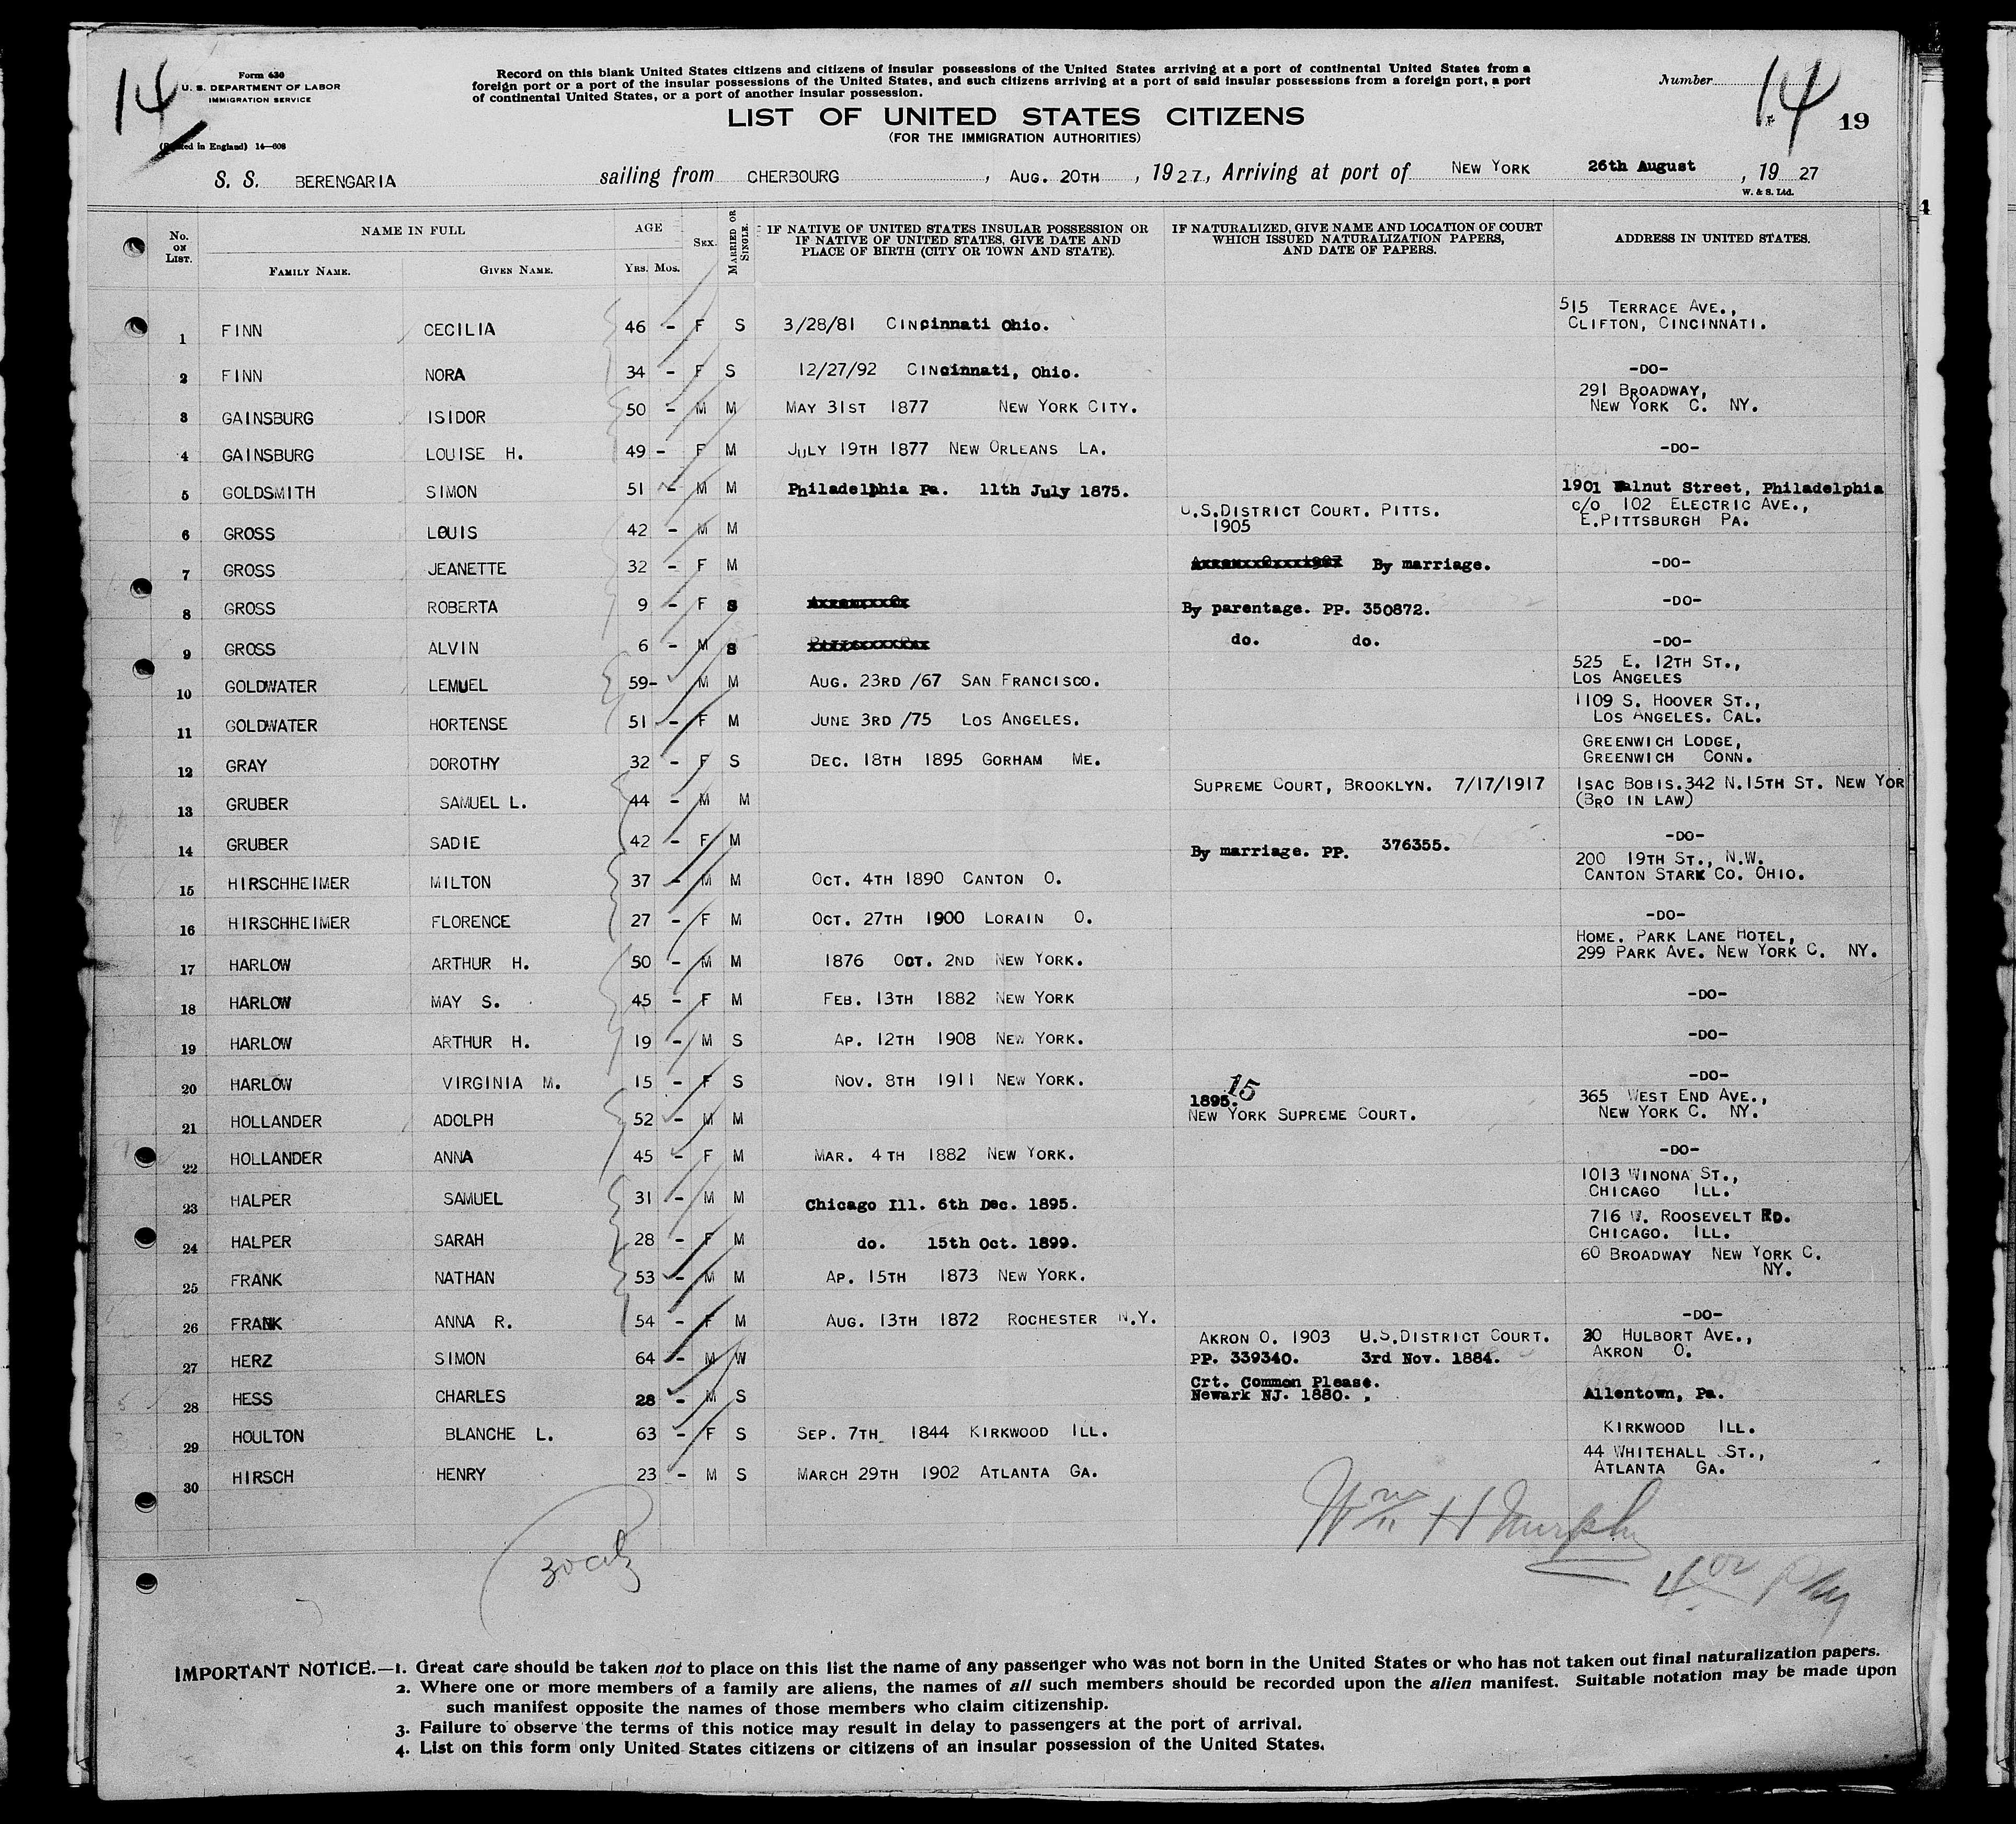 14
Form 630
U. S. DEPARTMENT OF LABOR
IMMIGRATION SERVICE
(Printed in England) 14—608
Record on this blank United States citizens and citizens of insular possessions of the United States arriving at a port of continental United States from a
foreign port or a port of the insular possessions of the United States, and such citizens arriving at a port of said insular possessions from a foreign port, a port
of continental United States, or a port of another insular possession.
Number 14
19
LIST OF UNITED STATES CITIZENS
(FOR THE IMMIGRATION AUTHORITIES)
S. S. BERENGARIA sailing from CHERBOURG, AUG. 20TH, 1927, Arriving at port of NEW YORK 26th August, 19 27
W. & S. Ltd.
No. ON LIST. NAME IN FULL FAMILY NAME. GIVEN NAME. AGE YRS. MOS. SEX. MARRIED OR SINGLE. IF NATIVE OF UNITED STATES INSULAR POSSESSION OR IF NATIVE OF UNITED STATES, GIVE DATE AND PLACE OF BIRTH (CITY OR TOWN AND STATE). IF NATURALIZED, GIVE NAME AND LOCATION OF COURT WHICH ISSUED NATURALIZATION PAPERS, AND DATE OF PAPERS. ADDRESS IN UNITED STATES.
1 FINN CECILIA 46 - F S 3/28/81 CINcinnati Ohio. 515 TERRACE AVE., CLIFTON, CINCINNATI.
2 FINN NORA 34 - F S 12/27/92 CINcinnati, Ohio. -DO-
3 GAINSBURG ISIDOR 50 - M M MAY 31ST 1877 NEW YORK CITY. 291 BROADWAY, NEW YORK C. NY.
4 GAINSBURG LOUISE H. 49 - F M JULY 19TH 1877 NEW ORLEANS LA. -DO-
5 GOLDSMITH SIMON 51 - M M Philadelphia Pa. 11th July 1875. 1901 Walnut Street, Philadelphia
6 GROSS LOUIS 42 - M M U.S.DISTRICT COURT. PITTS. 1905 c/o 102 ELECTRIC AVE., E.PITTSBURGH PA.
7 GROSS JEANETTE 32 - F M By marriage. -DO-
8 GROSS ROBERTA 9 - F S By parentage. PP. 350872. -DO-
9 GROSS ALVIN 6 - M S do. do. -DO-
10 GOLDWATER LEMUEL 59- M M AUG. 23RD /67 SAN FRANCISCO. 525 E. 12TH ST., LOS ANGELES
11 GOLDWATER HORTENSE 51 - F M JUNE 3RD /75 LOS ANGELES. 1109 S. HOOVER ST., LOS ANGELES. CAL.
12 GRAY DOROTHY 32 - F S DEC. 18TH 1895 GORHAM ME. GREENWICH LODGE, GREENWICH CONN.
13 GRUBER SAMUEL L. 44 - M M SUPREME COURT, BROOKLYN. 7/17/1917 ISAC BOBIS.342 N.15TH ST. NEW YOR (BRO IN LAW)
14 GRUBER SADIE 42 - F M By marriage. PP. 376355. -DO-
15 HIRSCHHEIMER MILTON 37 - M M OCT. 4TH 1890 CANTON O. 200 19TH ST., N.W. CANTON STARK CO. OHIO.
16 HIRSCHHEIMER FLORENCE 27 - F M OCT. 27TH 1900 LORAIN O. -DO-
17 HARLOW ARTHUR H. 50 - M M 1876 OCT. 2ND NEW YORK. HOME. PARK LANE HOTEL, 299 PARK AVE. NEW YORK C. NY.
18 HARLOW MAY S. 45 - F M FEB. 13TH 1882 NEW YORK -DO-
19 HARLOW ARTHUR H. 19 - M S AP. 12TH 1908 NEW YORK. -DO-
20 HARLOW VIRGINIA M. 15 - F S NOV. 8TH 1911 NEW YORK. -DO-
21 HOLLANDER ADOLPH 52 - M M 1895. 15 NEW YORK SUPREME COURT. 365 WEST END AVE., NEW YORK C. NY.
22 HOLLANDER ANNA 45 - F M MAR. 4TH 1882 NEW YORK. -DO-
23 HALPER SAMUEL 31 - M M Chicago Ill. 6th Dec. 1895. 1013 WINONA ST., CHICAGO ILL.
24 HALPER SARAH 28 - F M do. 15th Oct. 1899. 716 W. ROOSEVELT RD. CHICAGO. ILL.
25 FRANK NATHAN 53 - M M AP. 15TH 1873 NEW YORK. 60 BROADWAY NEW YORK C. NY.
26 FRANK ANNA R. 54 - F M AUG. 13TH 1872 ROCHESTER N.Y. -DO-
27 HERZ SIMON 64 - M W AKRON O. 1903 U.S.DISTRICT COURT. PP. 339340. 3rd Nov. 1884. 20 HULBORT AVE., AKRON O.
28 HESS CHARLES 28 - M S Crt. Common Please. Newark NJ. 1880. Allentown, Pa.
29 HOULTON BLANCHE L. 63 - F S SEP. 7TH 1844 KIRKWOOD ILL. KIRKWOOD ILL.
30 HIRSCH HENRY 23 - M S MARCH 29TH 1902 ATLANTA GA. 44 WHITEHALL ST., ATLANTA GA.
Wm H Murphy
IMPORTANT NOTICE.—1. Great care should be taken not to place on this list the name of any passenger who was not born in the United States or who has not taken out final naturalization papers.
2. Where one or more members of a family are aliens, the names of all such members should be recorded upon the alien manifest. Suitable notation may be made upon
such manifest opposite the names of those members who claim citizenship.
3. Failure to observe the terms of this notice may result in delay to passengers at the port of arrival.
4. List on this form only United States citizens or citizens of an insular possession of the United States.